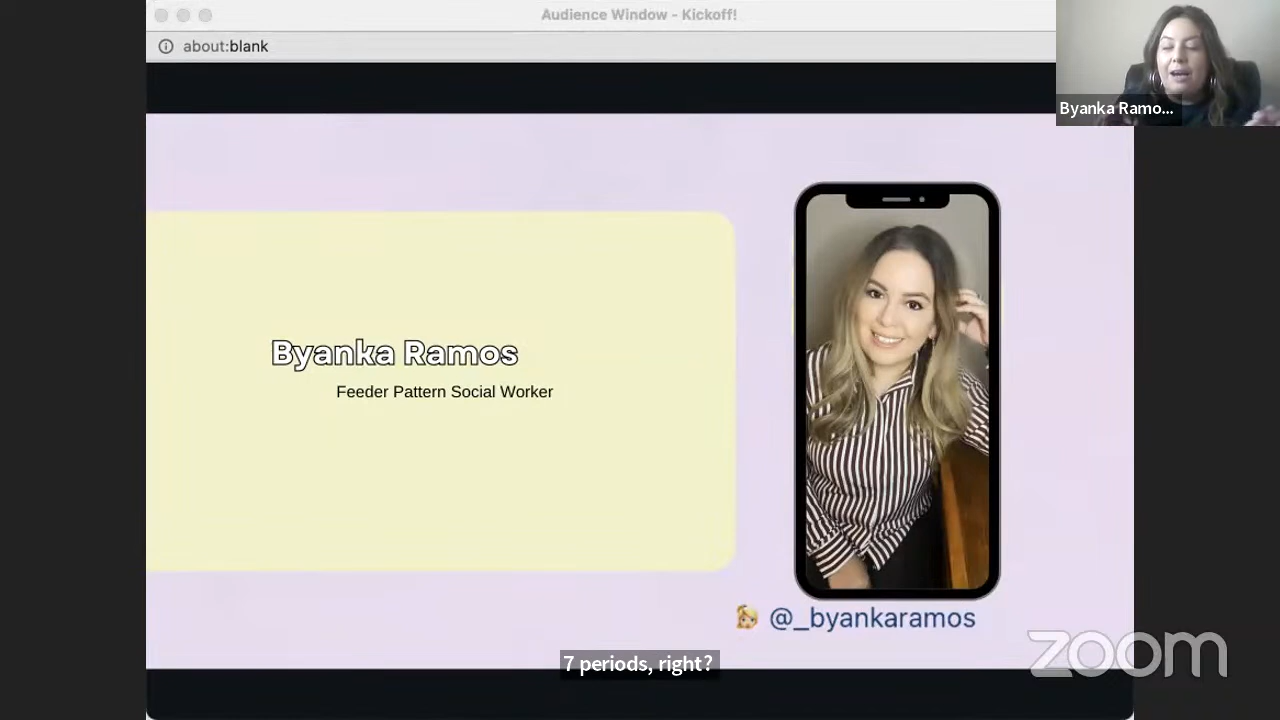 Audience Window - Kickoff!
about:blank
Byanka Ramo...
Byanka Ramos
Feeder Pattern Social Worker
@_byankaramos
7 periods, right?
zoom